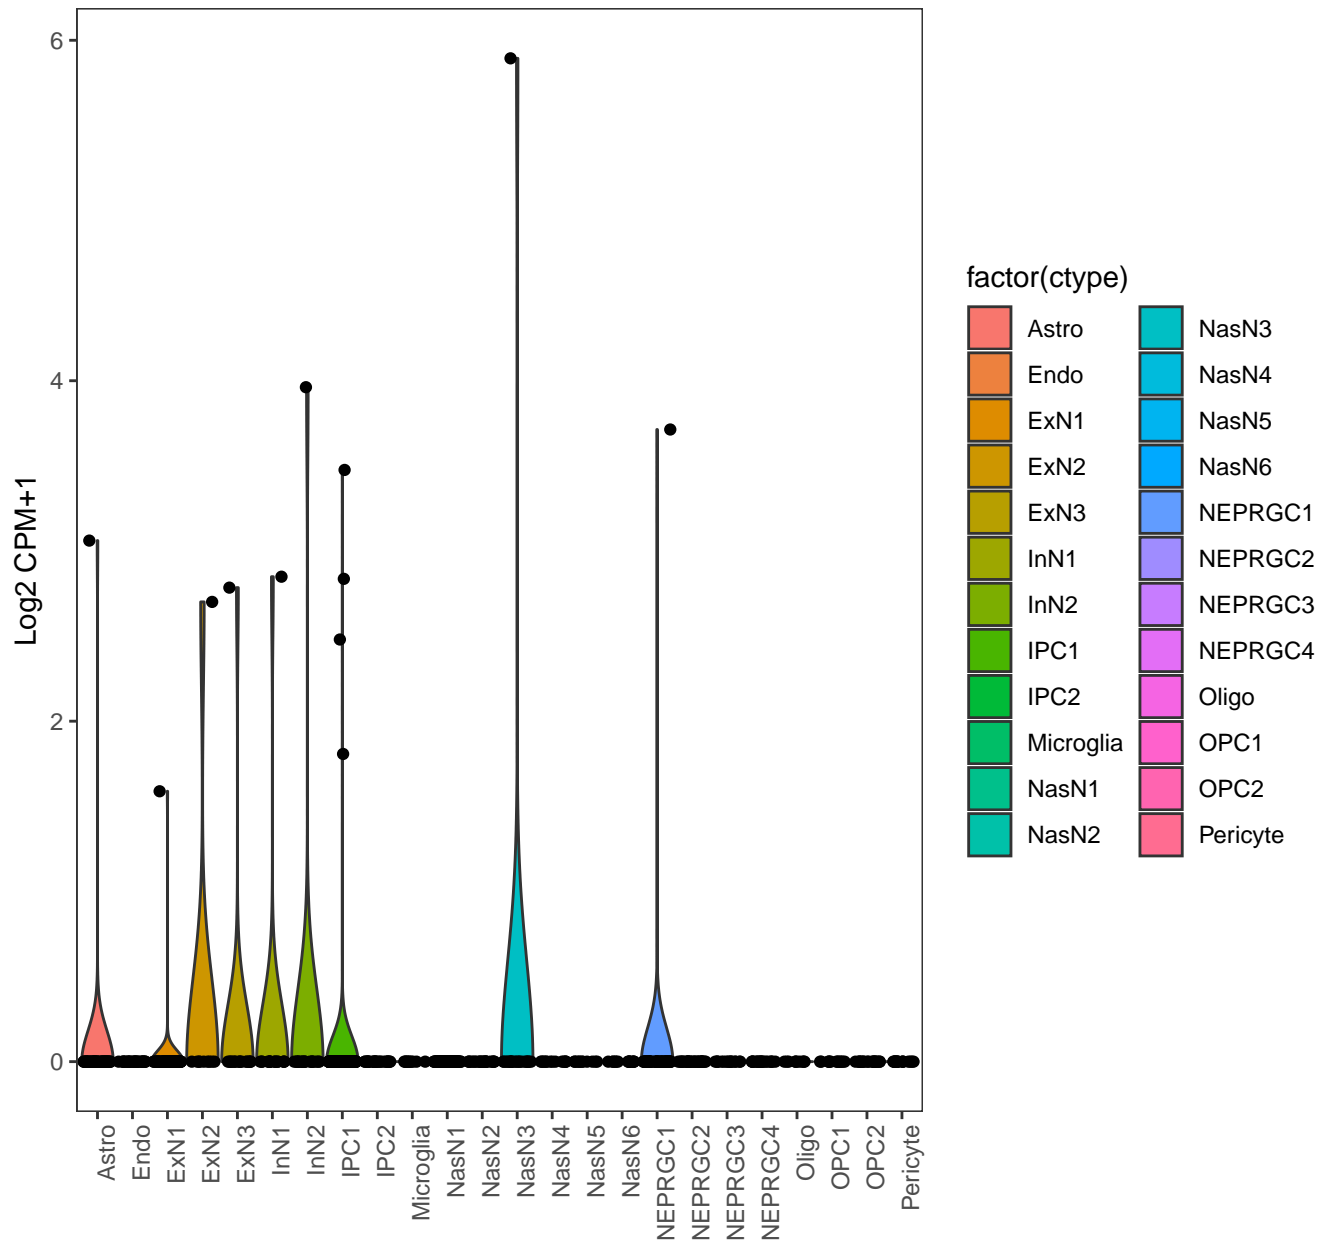 6
4
2
0
Log2 CPM+1
Astro
Endo
ExN1
ExN2
ExN3
InN1
InN2
IPC1
IPC2
Microglia
NasN1
NasN2
NasN3
NasN4
NasN5
NasN6
NEPRGC1
NEPRGC2
NEPRGC3
NEPRGC4
Oligo
OPC1
OPC2
Pericyte
factor(ctype)
Astro
Endo
ExN1
ExN2
ExN3
InN1
InN2
IPC1
IPC2
Microglia
NasN1
NasN2
NasN3
NasN4
NasN5
NasN6
NEPRGC1
NEPRGC2
NEPRGC3
NEPRGC4
Oligo
OPC1
OPC2
Pericyte